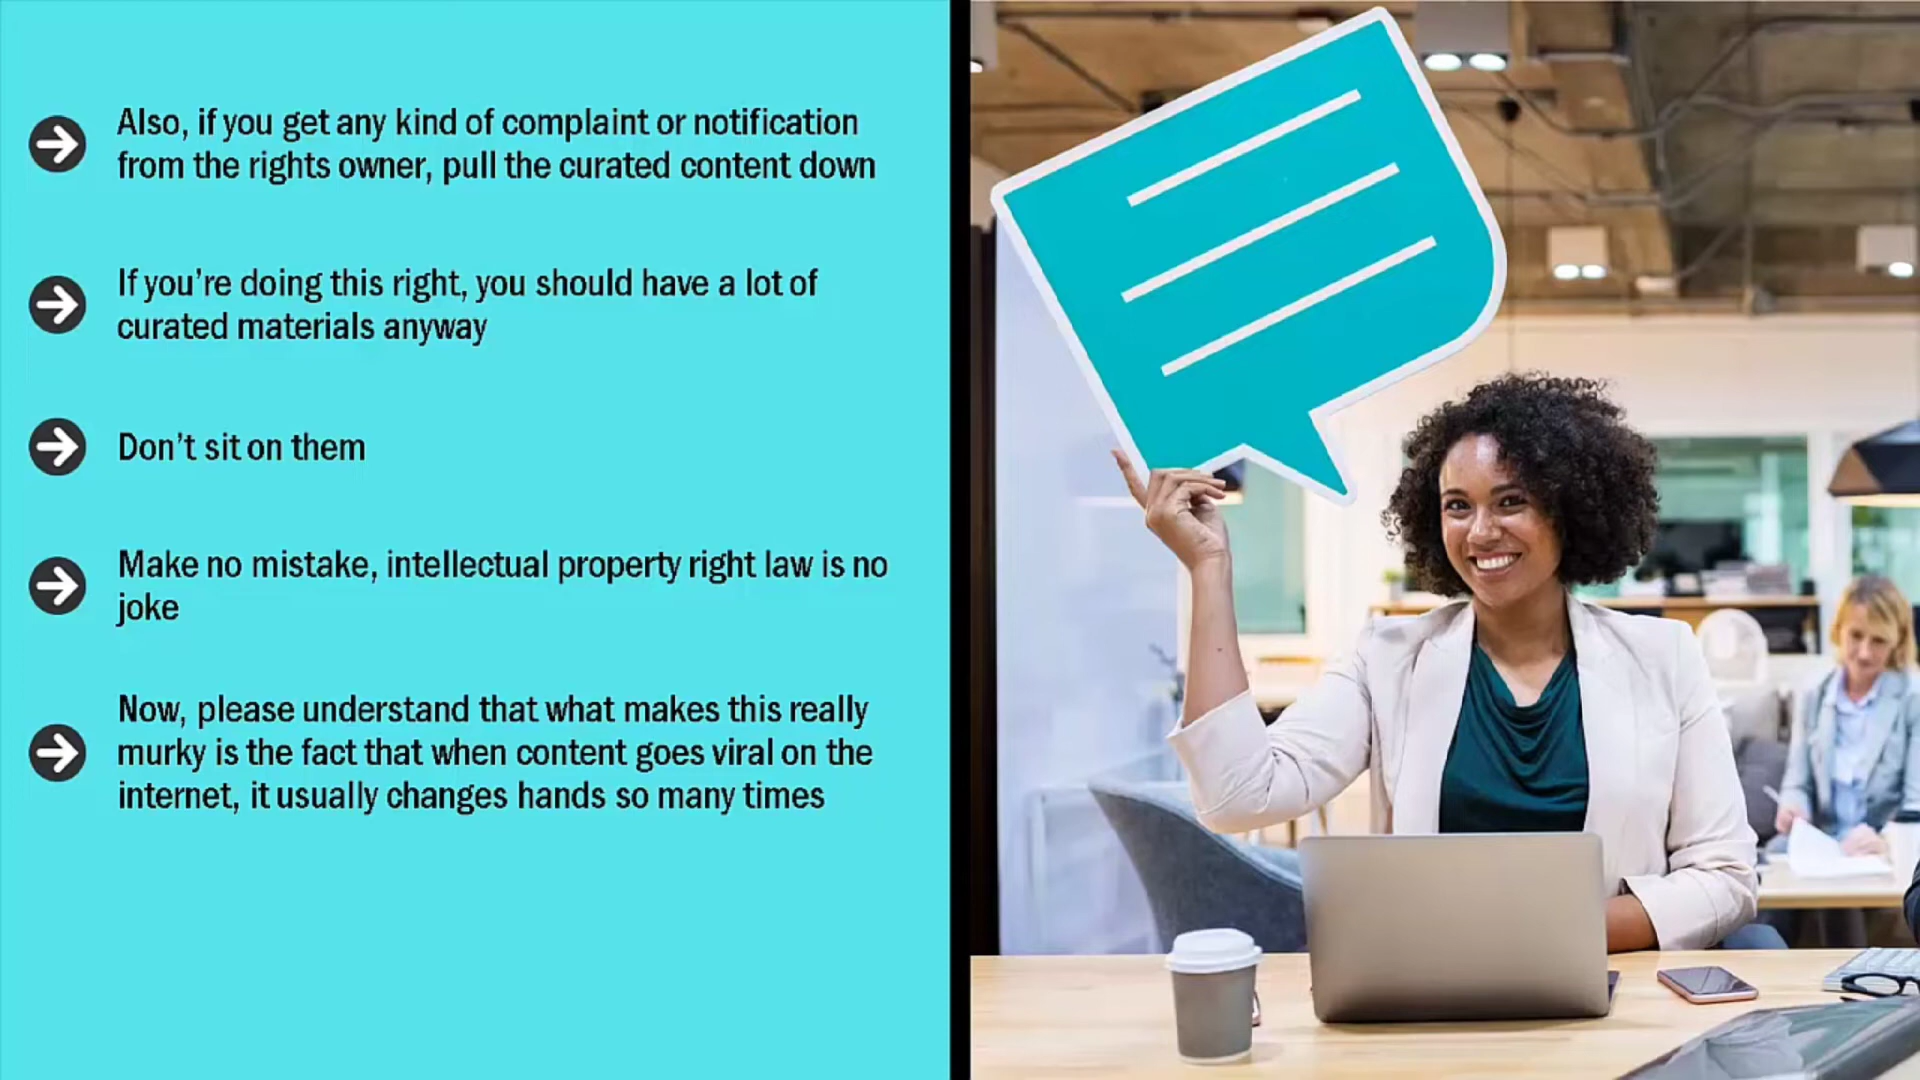 Also, if you get any kind of complaint or notification
from the rights owner, pull the curated content down
If you’re doing this right, you should have a lot of
curated materials anyway
Don’t sit on them
Make no mistake, intellectual property right law is no
joke
Now, please understand that what makes this really
murky is the fact that when content goes viral on the
internet, it usually changes hands so many times